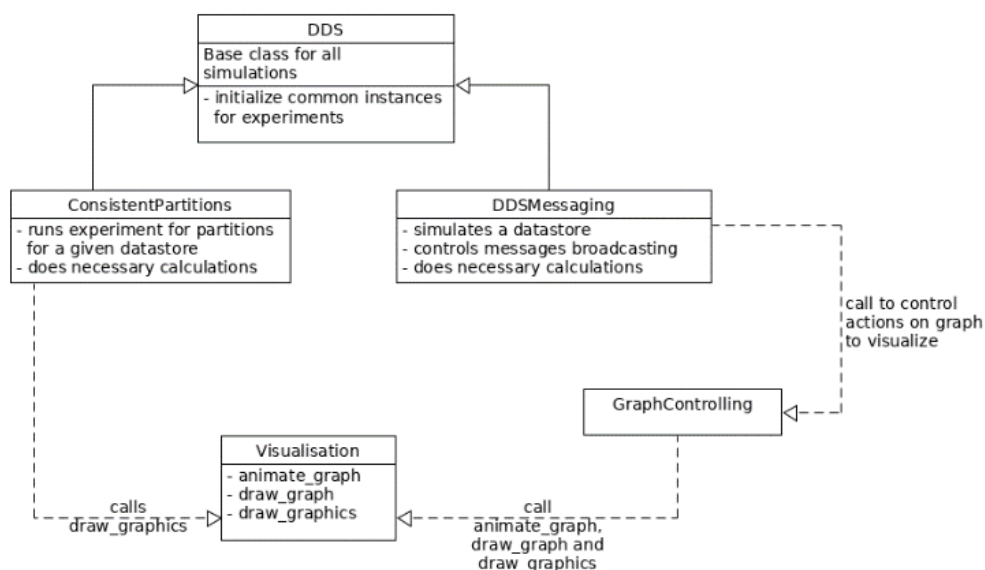 DDS
Base class for all
simulations
- initialize common instances
for experiments
ConsistentPartitions
- runs experiment for partitions
for a given datastore
- does necessary calculations
DDSMessaging
- simulates a datastore
- controls messages broadcasting
- does necessary calculations
call to control
actions on graph
to visualize
GraphControlling
Visualisation
- animate_graph
- draw_graph
- draw_graphics
calls
draw_graphics
call
animate_graph,
draw_graph and
draw_graphics